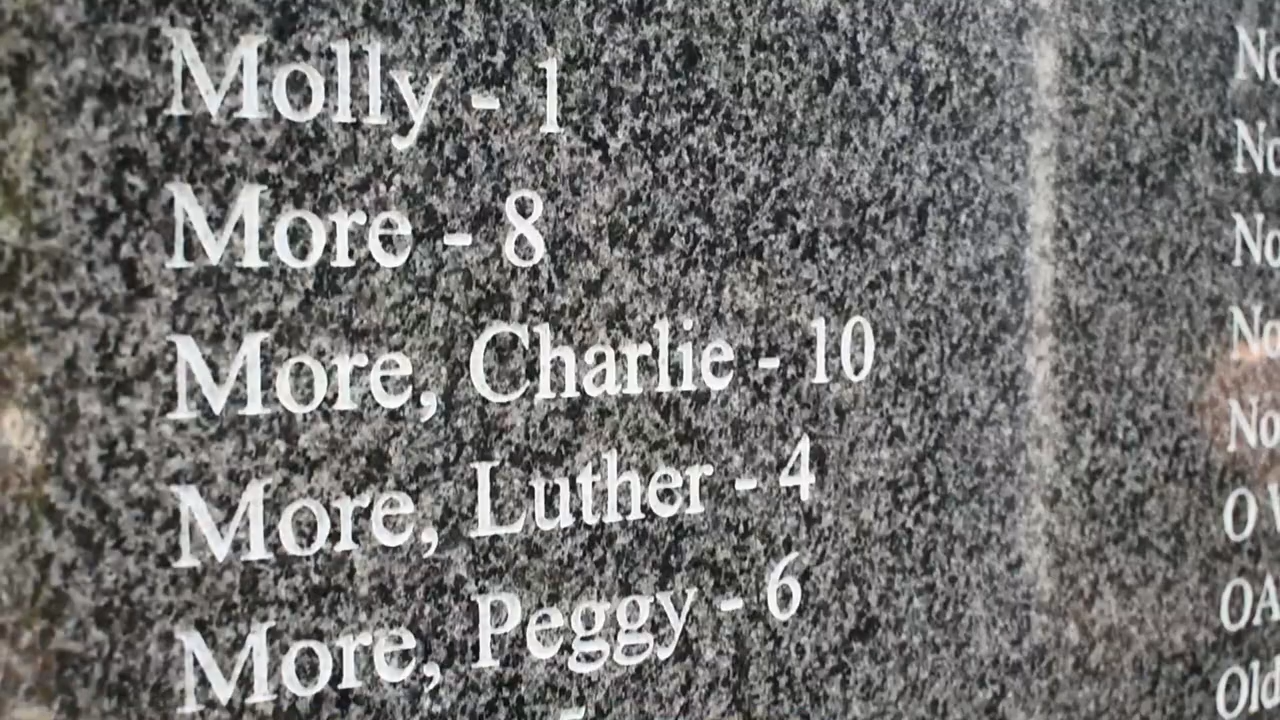 Molly - 1
More - 8
More, Charlie - 10
More, Luther - 4
More, Peggy - 6